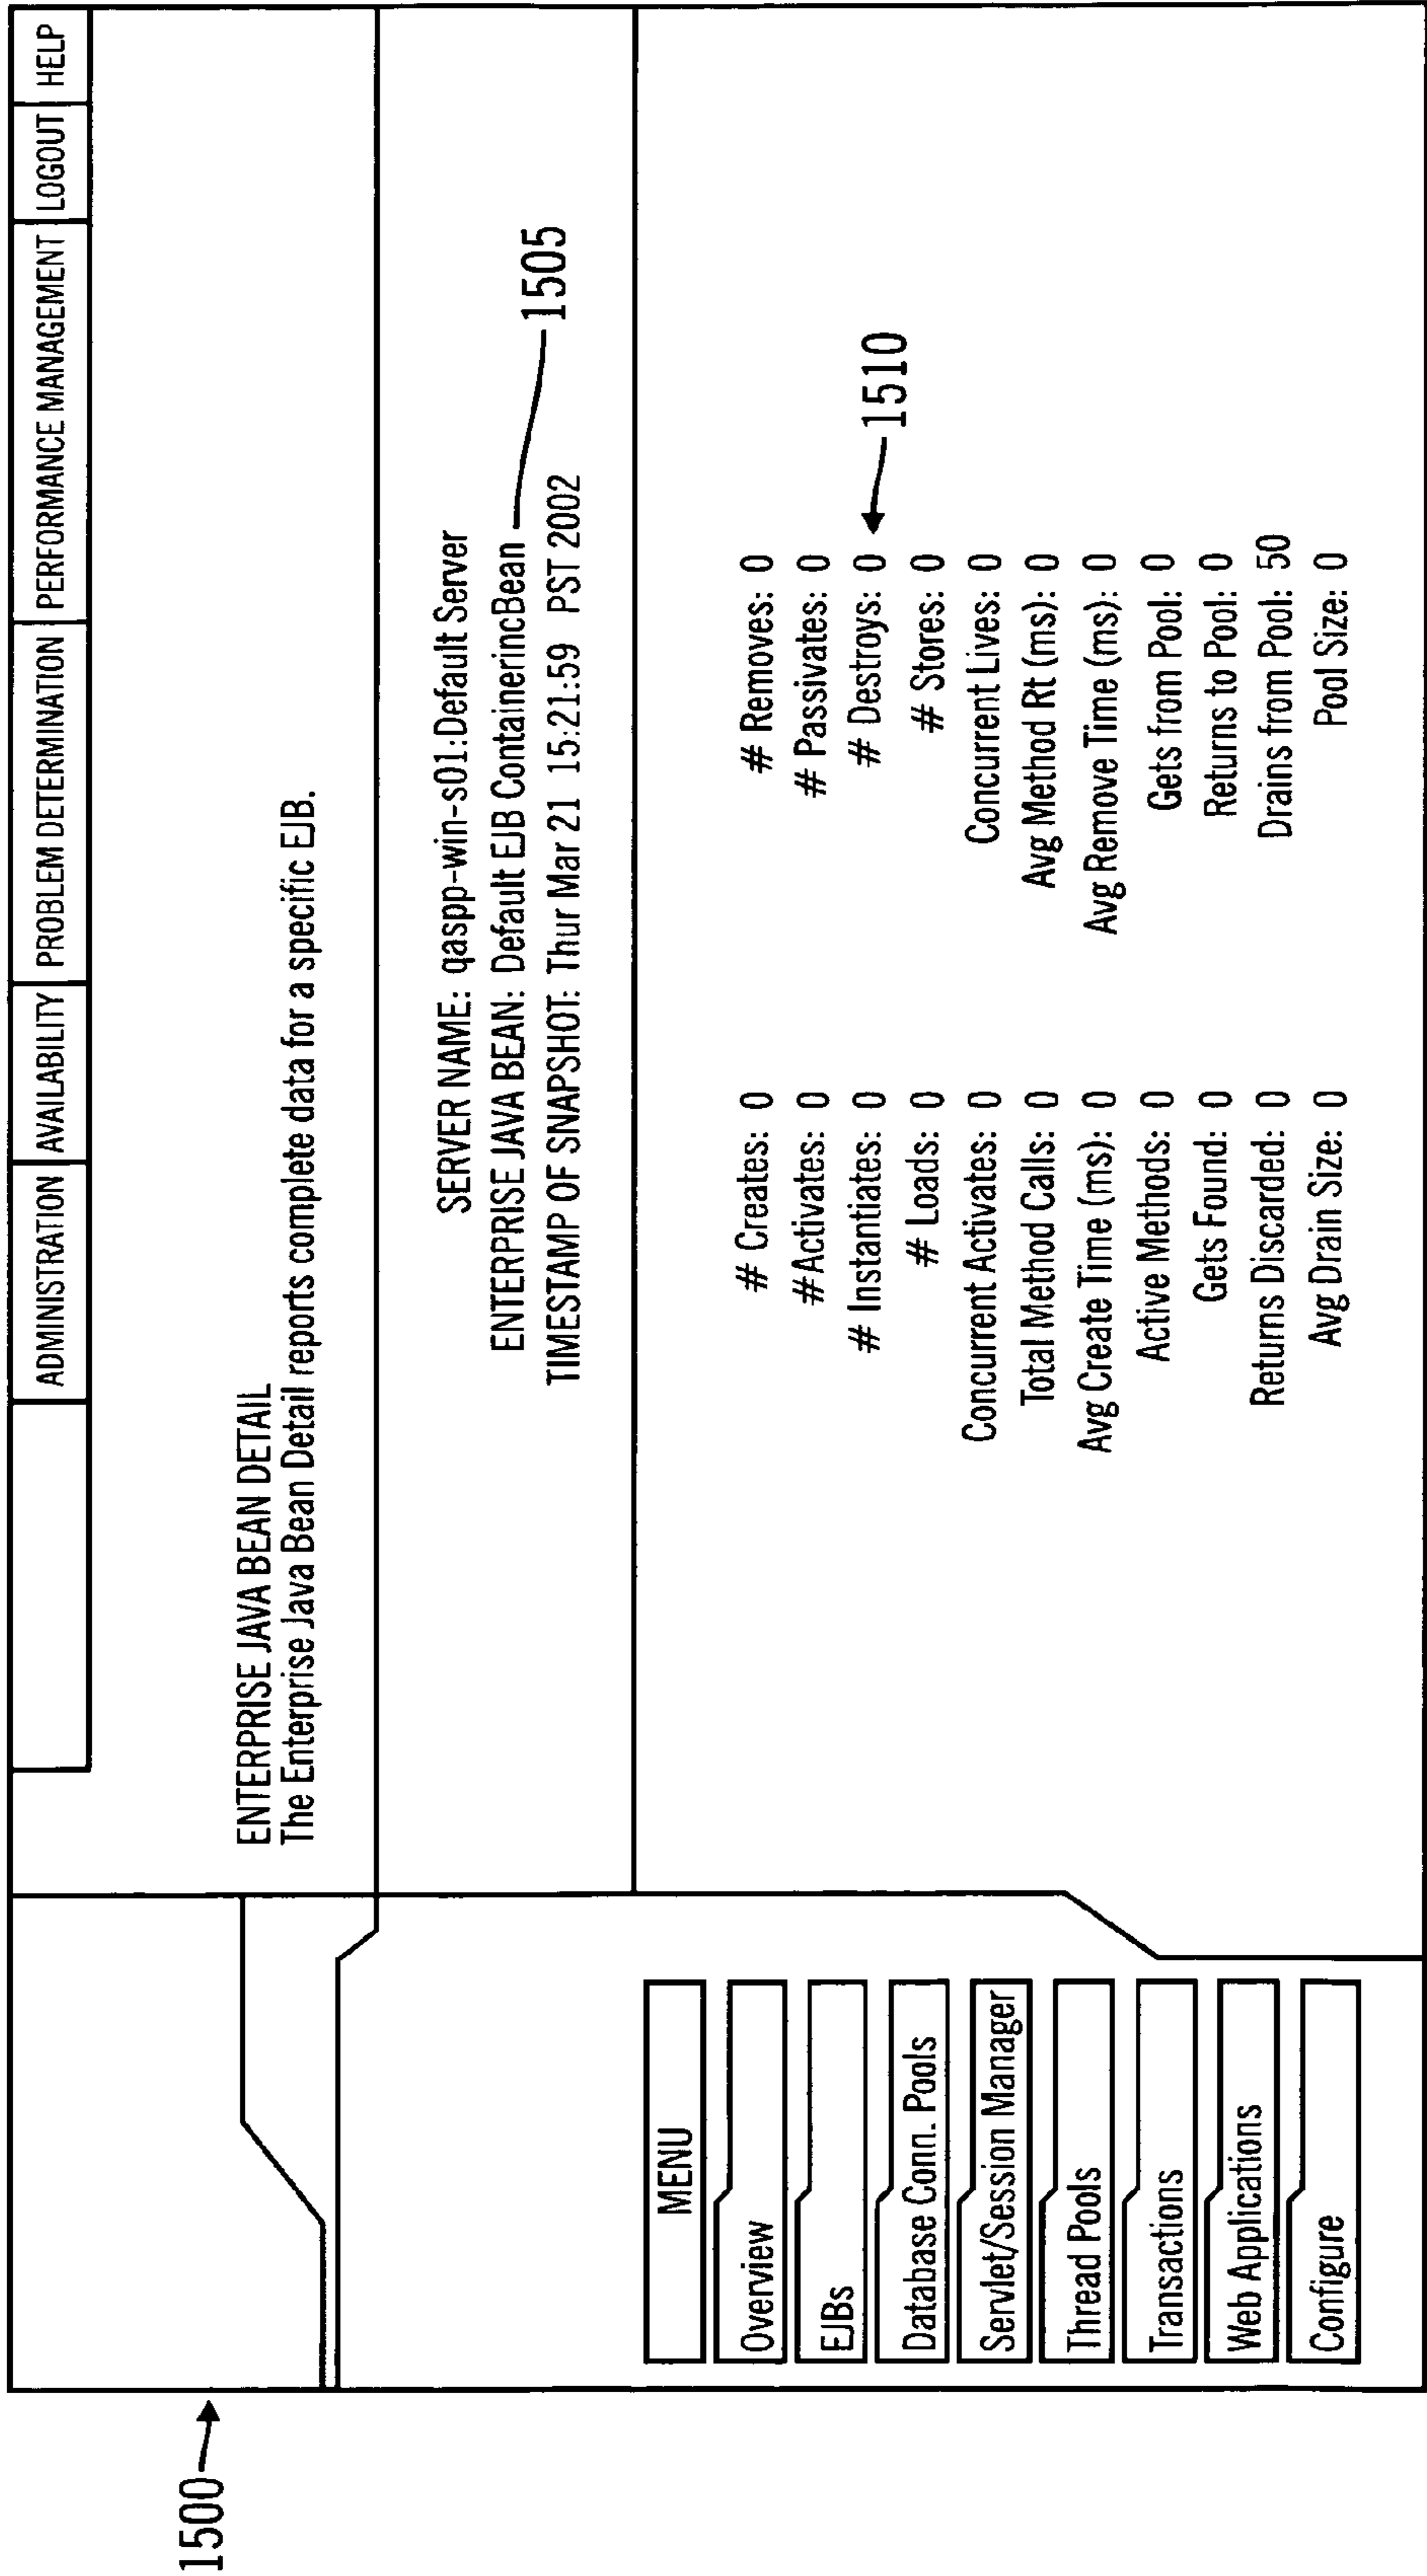 1500
ADMINISTRATION AVAILABILITY PROBLEM DETERMINATION PERFORMANCE MANAGEMENT LOGOUT HELP
ENTERPRISE JAVA BEAN DETAIL
The Enterprise Java Bean Detail reports complete data for a specific EJB.
SERVER NAME: qaspp-win-s01:Default Server
ENTERPRISE JAVA BEAN: Default EJB ContainerincBean
1505
TIMESTAMP OF SNAPSHOT: Thur Mar 21 15:21:59 PST 2002
MENU
Overview
EJBs
Database Conn. Pools
Servlet/Session Manager
Thread Pools
Transactions
Web Applications
Configure
# Creates: 0 # Removes: 0
#Activates: 0 # Passivates: 0
# Instantiates: 0 # Destroys: 0
1510
# Loads: 0 # Stores: 0
Concurrent Activates: 0 Concurrent Lives: 0
Total Method Calls: 0 Avg Method Rt (ms): 0
Avg Create Time (ms): 0 Avg Remove Time (ms): 0
Active Methods: 0 Gets from Pool: 0
Gets Found: 0 Returns to Pool: 0
Returns Discarded: 0 Drains from Pool: 50
Avg Drain Size: 0 Pool Size: 0